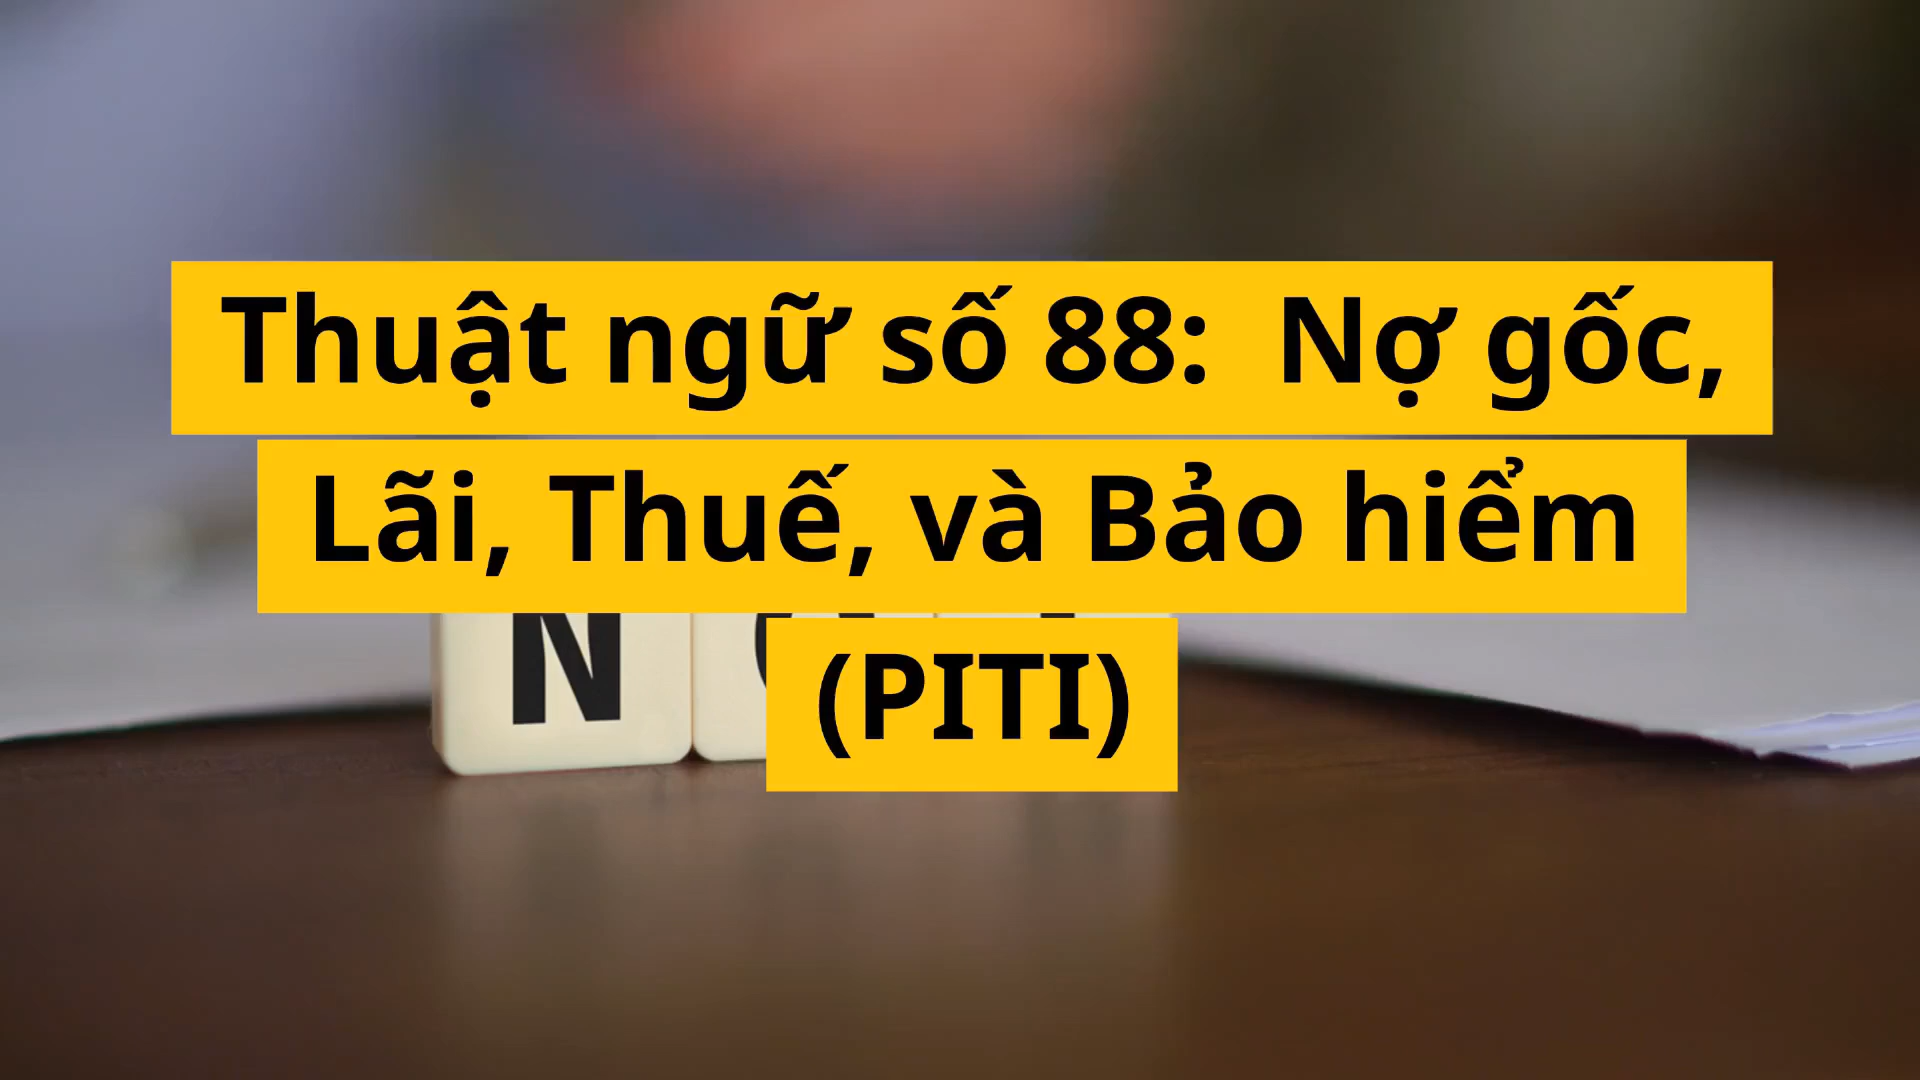 Thuật ngữ số 88:  Nợ gốc,
Lãi, Thuế, và Bảo hiểm
(PITI)
N